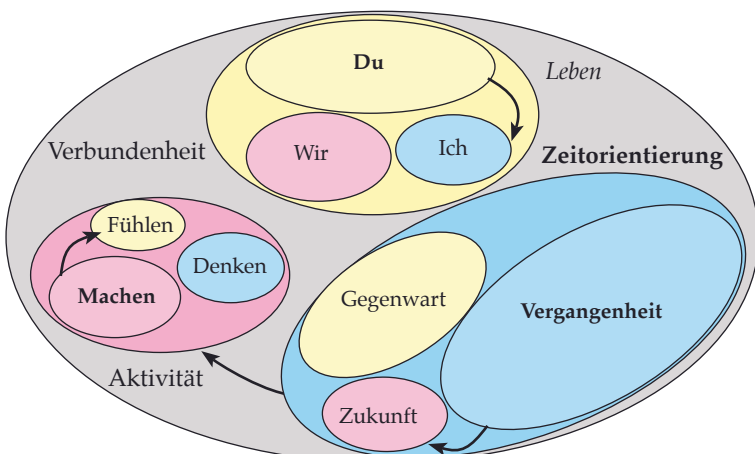 Du
Leben
Verbundenheit
Wir
Ich
Zeitorientierung
Fühlen
Denken
Machen
Gegenwart
Vergangenheit
Aktivität
Zukunft